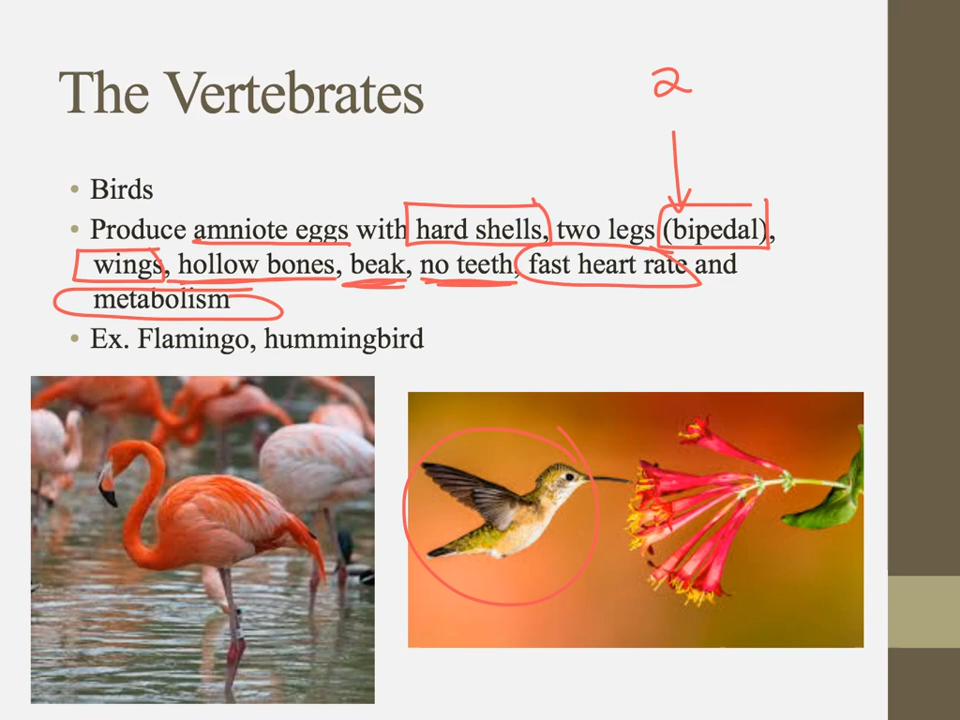 The Vertebrates
2
• Birds
• Produce amniote eggs with hard shells, two legs (bipedal),
wings, hollow bones, beak, no teeth, fast heart rate and
metabolism
• Ex. Flamingo, hummingbird